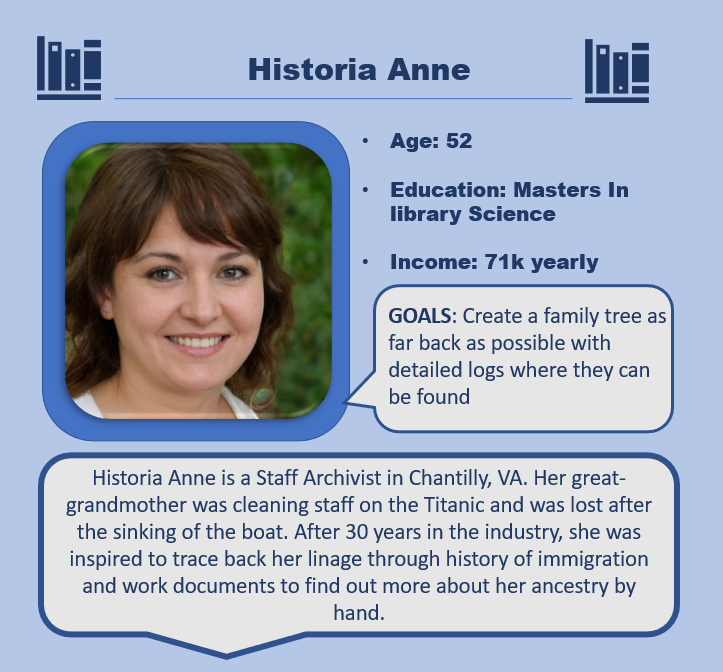 Historia Anne
• Age: 52
• Education: Masters In
library Science
• Income: 71k yearly
GOALS: Create a family tree as
far back as possible with
detailed logs where they can
be found
Historia Anne is a Staff Archivist in Chantilly, VA. Her great-
grandmother was cleaning staff on the Titanic and was lost after
the sinking of the boat. After 30 years in the industry, she was
inspired to trace back her linage through history of immigration
and work documents to find out more about her ancestry by
hand.